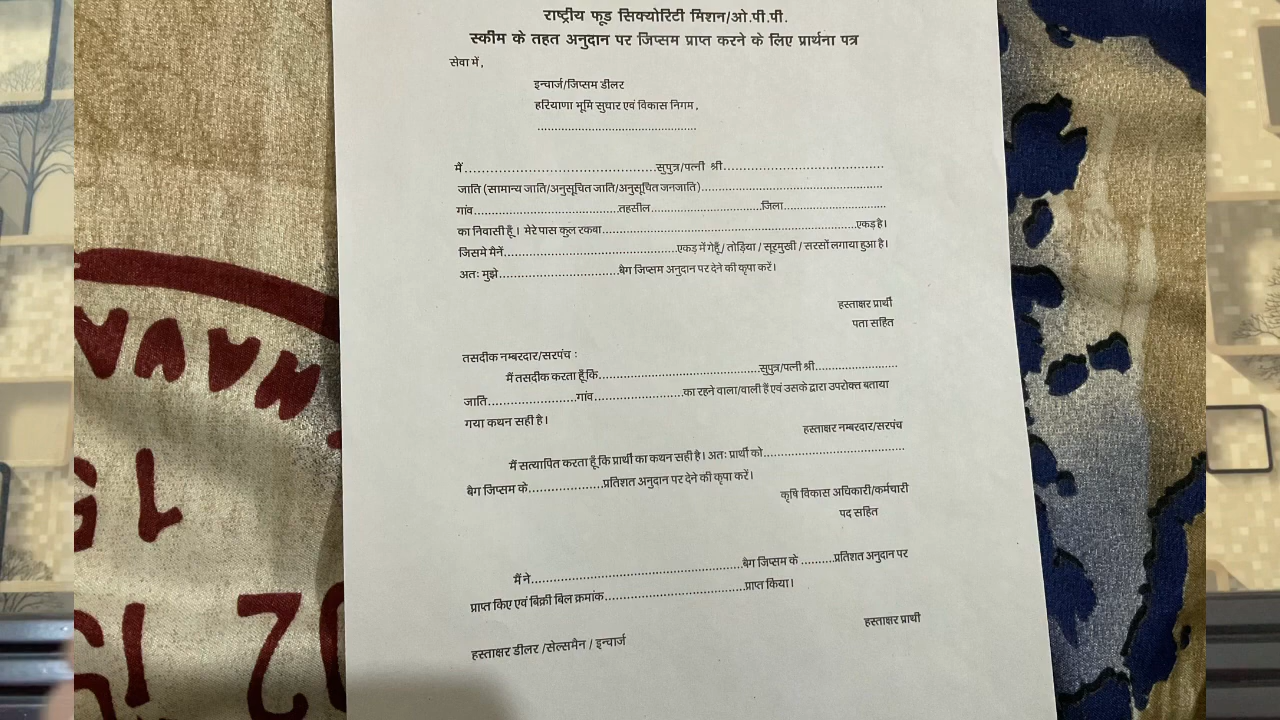 राष्ट्रीय फूड सिक्योरिटी मिशन/ओ.पी.पी.
स्कीम के तहत अनुदान पर जिप्सम प्राप्त करने के लिए प्रार्थना पत्र
सेवा में,
इन्चार्ज/जिप्सम डीलर
हरियाणा भूमि सुधार एवं विकास निगम,
.............................................
मैं..................................................सुपुत्र/पत्नी श्री..........................................
जाति (सामान्य जाति/अनुसूचित जाति/अनुसूचित जनजाति)..................................................
गांव........................................तहसील...............................जिला............................
का निवासी हूँ। मेरे पास कुल रकबा.......................................................................एकड़ है।
जिसमे मैनें................................................एकड़ में गेहूँ / तोड़िया / सूरमुखी / सरसों लगाया हुआ है।
अतः मुझे..................................बैग जिप्सम अनुदान पर देने की कृपा करें।
हस्ताक्षर प्रार्थी
पता सहित
तसदीक नम्बरदार/सरपंच :
मैं तसदीक करता हूँ कि.............................................सुपुत्र/पत्नी श्री.......................
जाति...............................गांव.........................का रहने वाला/वाली हैं एवं उसके द्वारा उपरोक्त बताया
गया कथन सही है।
हस्ताक्षर नम्बरदार/सरपंच
मैं सत्यापित करता हूँ कि प्रार्थी का कथन सही है। अतः प्रार्थी को.......................................
बैग जिप्सम के.....................प्रतिशत अनुदान पर देने की कृपा करें।
कृषि विकास अधिकारी/कर्मचारी
पद सहित
मैं ने...........................................................बैग जिप्सम के ..........प्रतिशत अनुदान पर
प्राप्त किए एवं बिक्री बिल क्रमांक.......................................प्राप्त किया।
हस्ताक्षर प्रार्थी
हस्ताक्षर डीलर /सेल्समैन / इन्चार्ज